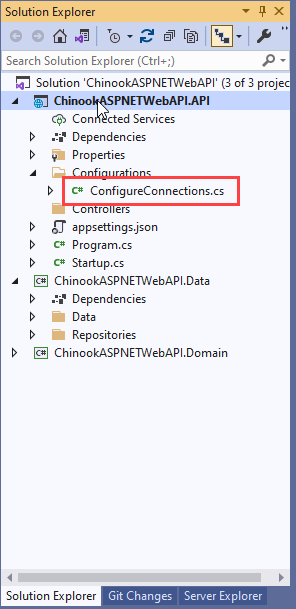 Solution Explorer
Search Solution Explorer (Ctrl+;)
Solution 'ChinookASPNETWebAPI' (3 of 3 projec
ChinookASPNETWebAPI.API
Connected Services
Dependencies
Properties
Configurations
C# ConfigureConnections.cs
Controllers
appsettings.json
C# Program.cs
C# Startup.cs
C# ChinookASPNETWebAPI.Data
Dependencies
Data
Repositories
C# ChinookASPNETWebAPI.Domain
Solution Explorer Git Changes Server Explorer